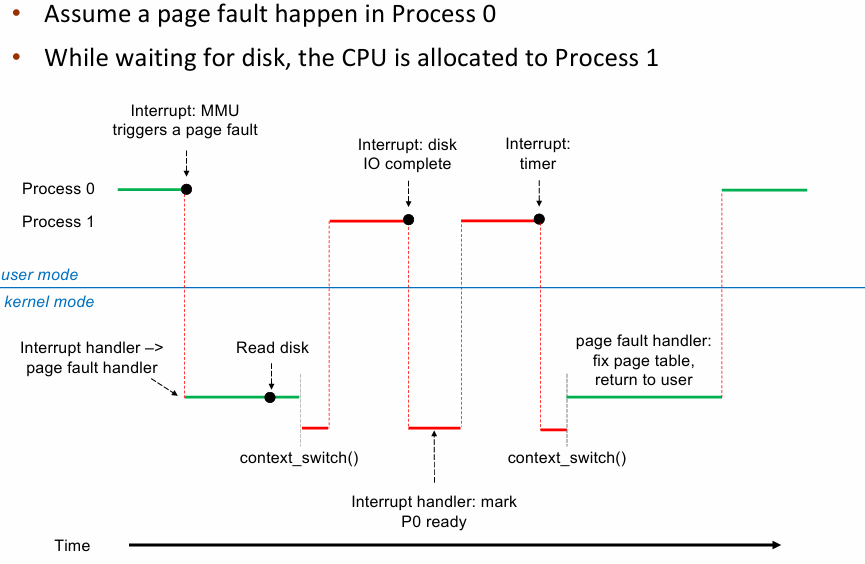 • Assume a page fault happen in Process 0
• While waiting for disk, the CPU is allocated to Process 1
Interrupt: MMU
triggers a page fault
Interrupt: disk
IO complete
Interrupt:
timer
Process 0
Process 1
user mode
kernel mode
Interrupt handler –>
page fault handler
Read disk
page fault handler:
fix page table,
return to user
context_switch()
context_switch()
Interrupt handler: mark
P0 ready
Time